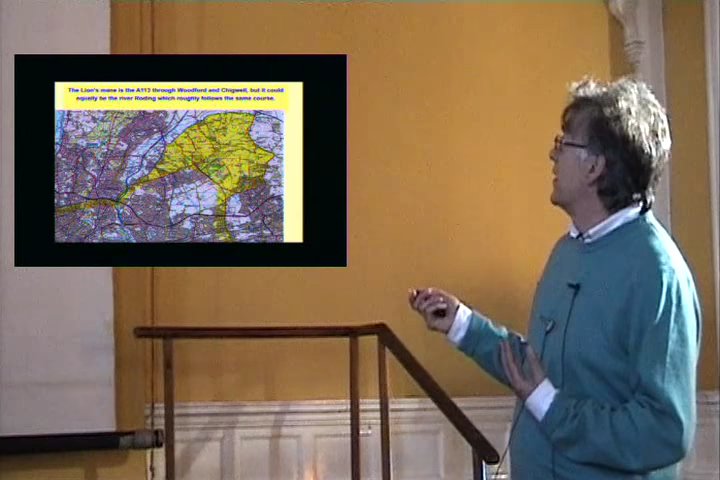 The Lion's mane is the A113 through Woodford and Chigwell, but it could
equally be the river Roding which roughly follows the same course.